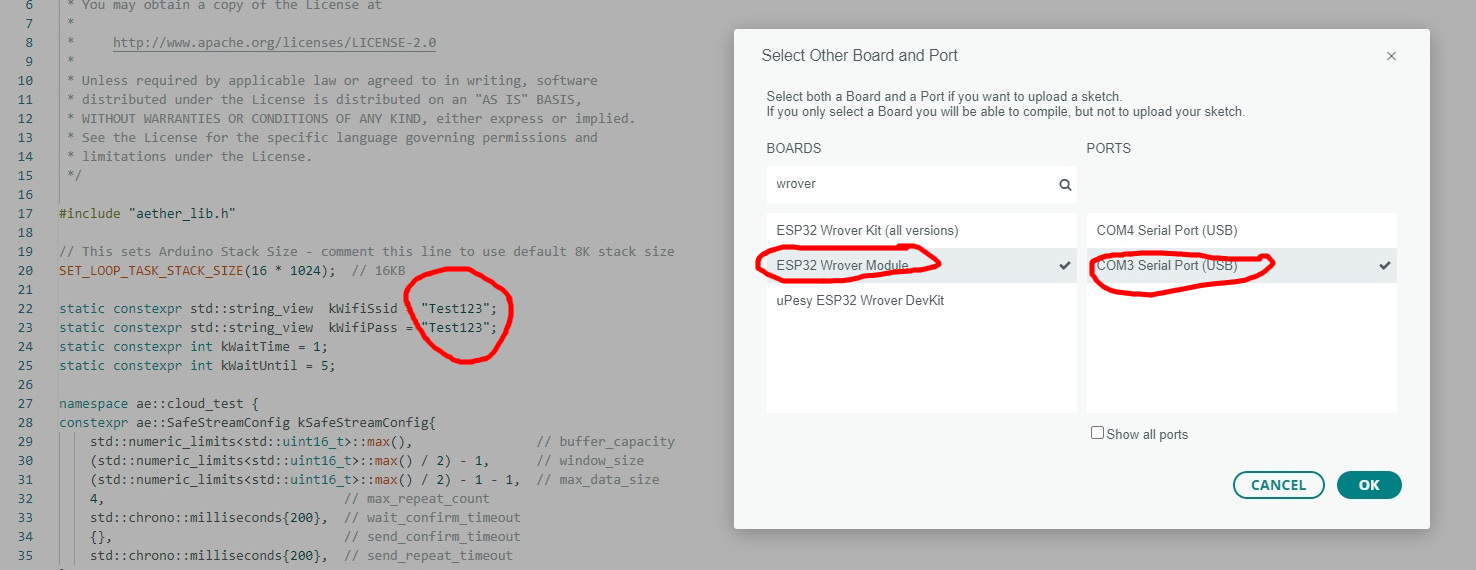 6 * You may obtain a copy of the License at
7 *
8 * http://www.apache.org/licenses/LICENSE-2.0
9 *
10 * Unless required by applicable law or agreed to in writing, software
11 * distributed under the License is distributed on an "AS IS" BASIS,
12 * WITHOUT WARRANTIES OR CONDITIONS OF ANY KIND, either express or implied.
13 * See the License for the specific language governing permissions and
14 * limitations under the License.
15 */
16
17 #include "aether_lib.h"
18
19 // This sets Arduino Stack Size - comment this line to use default 8K stack size
20 SET_LOOP_TASK_STACK_SIZE(16 * 1024);  // 16KB
21
22 static constexpr std::string_view  kWifiSsid = "Test123";
23 static constexpr std::string_view  kWifiPass = "Test123";
24 static constexpr int kWaitTime = 1;
25 static constexpr int kWaitUntil = 5;
26
27 namespace ae::cloud_test {
28 constexpr ae::SafeStreamConfig kSafeStreamConfig{
29     std::numeric_limits<std::uint16_t>::max(),                // buffer_capacity
30     (std::numeric_limits<std::uint16_t>::max() / 2) - 1,      // window_size
31     (std::numeric_limits<std::uint16_t>::max() / 2) - 1 - 1,  // max_data_size
32     4,                               // max_repeat_count
33     std::chrono::milliseconds{200},  // wait_confirm_timeout
34     {},                              // send_confirm_timeout
35     std::chrono::milliseconds{200},  // send_repeat_timeout
Select Other Board and Port
Select both a Board and a Port if you want to upload a sketch.
If you only select a Board you will be able to compile, but not to upload your sketch.
BOARDS
wrover
ESP32 Wrover Kit (all versions)
ESP32 Wrover Module
uPesy ESP32 Wrover DevKit
PORTS
COM4 Serial Port (USB)
COM3 Serial Port (USB)
Show all ports
CANCEL
OK